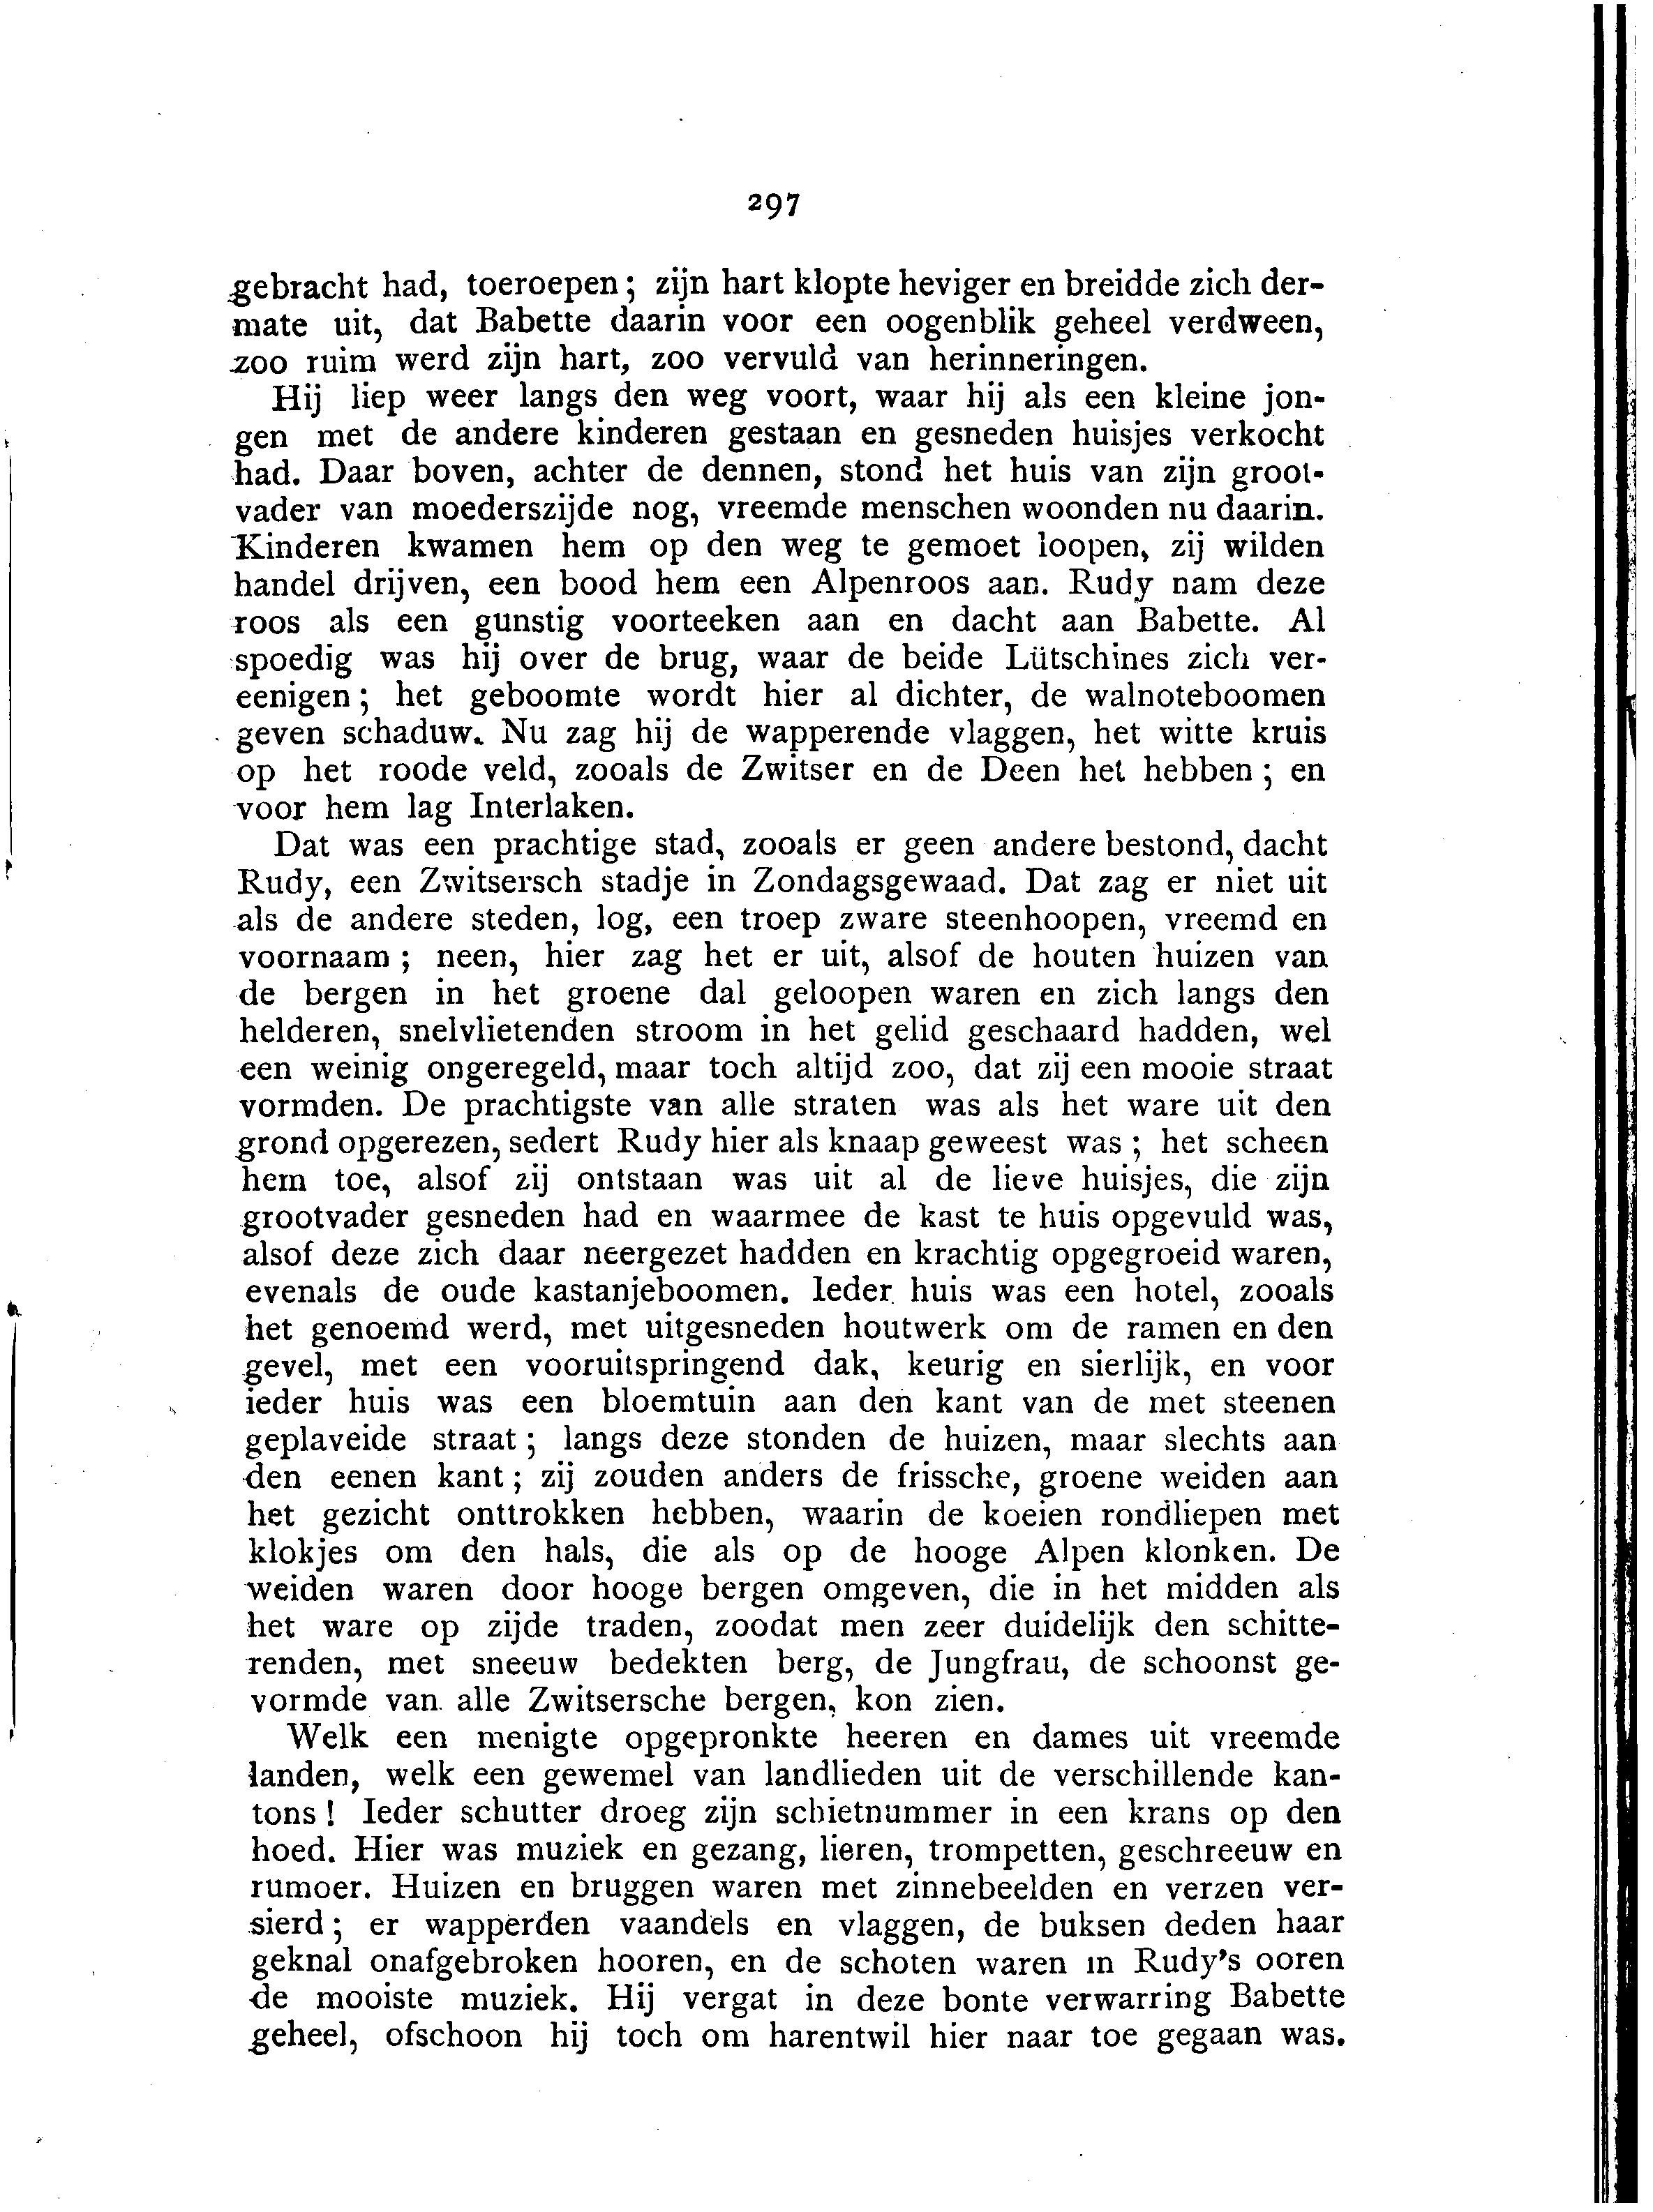 297
gebracht had, toeroepen; zijn hart klopte heviger en breidde zich der-
mate uit, dat Babette daarin voor een oogenblik geheel verdween,
zoo ruim werd zijn hart, zoo vervuld van herinneringen.
Hij liep weer langs den weg voort, waar hij als een kleine jon-
gen met de andere kinderen gestaan en gesneden huisjes verkocht
had. Daar boven, achter de dennen, stond het huis van zijn groot-
vader van moederszijde nog, vreemde menschen woonden nu daarin.
Kinderen kwamen hem op den weg te gemoet loopen, zij wilden
handel drijven, een bood hem een Alpenroos aan. Rudy nam deze
roos als een gunstig voorteeken aan en dacht aan Babette. Al
spoedig was hij over de brug, waar de beide Lütschines zich ver-
eenigen; het geboomte wordt hier al dichter, de walnoteboomen
geven schaduw. Nu zag hij de wapperende vlaggen, het witte kruis
op het roode veld, zooals de Zwitser en de Deen het hebben; en
voor hem lag Interlaken.
Dat was een prachtige stad, zooals er geen andere bestond, dacht
Rudy, een Zwitsersch stadje in Zondagsgewaad. Dat zag er niet uit
als de andere steden, log, een troep zware steenhoopen, vreemd en
voornaam; neen, hier zag het er uit, alsof de houten huizen van
de bergen in het groene dal geloopen waren en zich langs den
helderen, snelvlietenden stroom in het gelid geschaard hadden, wel
een weinig ongeregeld, maar toch altijd zoo, dat zij een mooie straat
vormden. De prachtigste van alle straten was als het ware uit den
grond opgerezen, sedert Rudy hier als knaap geweest was; het scheen
hem toe, alsof zij ontstaan was uit al de lieve huisjes, die zijn
grootvader gesneden had en waarmee de kast te huis opgevuld was,
alsof deze zich daar neergezet hadden en krachtig opgegroeid waren,
evenals de oude kastanjeboomen. Ieder huis was een hotel, zooals
het genoemd werd, met uitgesneden houtwerk om de ramen en den
gevel, met een vooruitspringend dak, keurig en sierlijk, en voor
ieder huis was een bloemtuin aan den kant van de met steenen
geplaveide straat; langs deze stonden de huizen, maar slechts aan
den eenen kant; zij zouden anders de frissche, groene weiden aan
het gezicht onttrokken hebben, waarin de koeien rondliepen met
klokjes om den hals, die als op de hooge Alpen klonken. De
weiden waren door hooge bergen omgeven, die in het midden als
het ware op zijde traden, zoodat men zeer duidelijk den schitte-
renden, met sneeuw bedekten berg, de Jungfrau, de schoonst ge-
vormde van alle Zwitsersche bergen, kon zien.
Welk een menigte opgepronkte heeren en dames uit vreemde
landen, welk een gewemel van landlieden uit de verschillende kan-
tons! Ieder schutter droeg zijn schietnummer in een krans op den
hoed. Hier was muziek en gezang, lieren, trompetten, geschreeuw en
rumoer. Huizen en bruggen waren met zinnebeelden en verzen ver-
sierd; er wapperden vaandels en vlaggen, de buksen deden haar
geknal onafgebroken hooren, en de schoten waren in Rudy's ooren
de mooiste muziek. Hij vergat in deze bonte verwarring Babette
geheel, ofschoon hij toch om harentwil hier naar toe gegaan was.